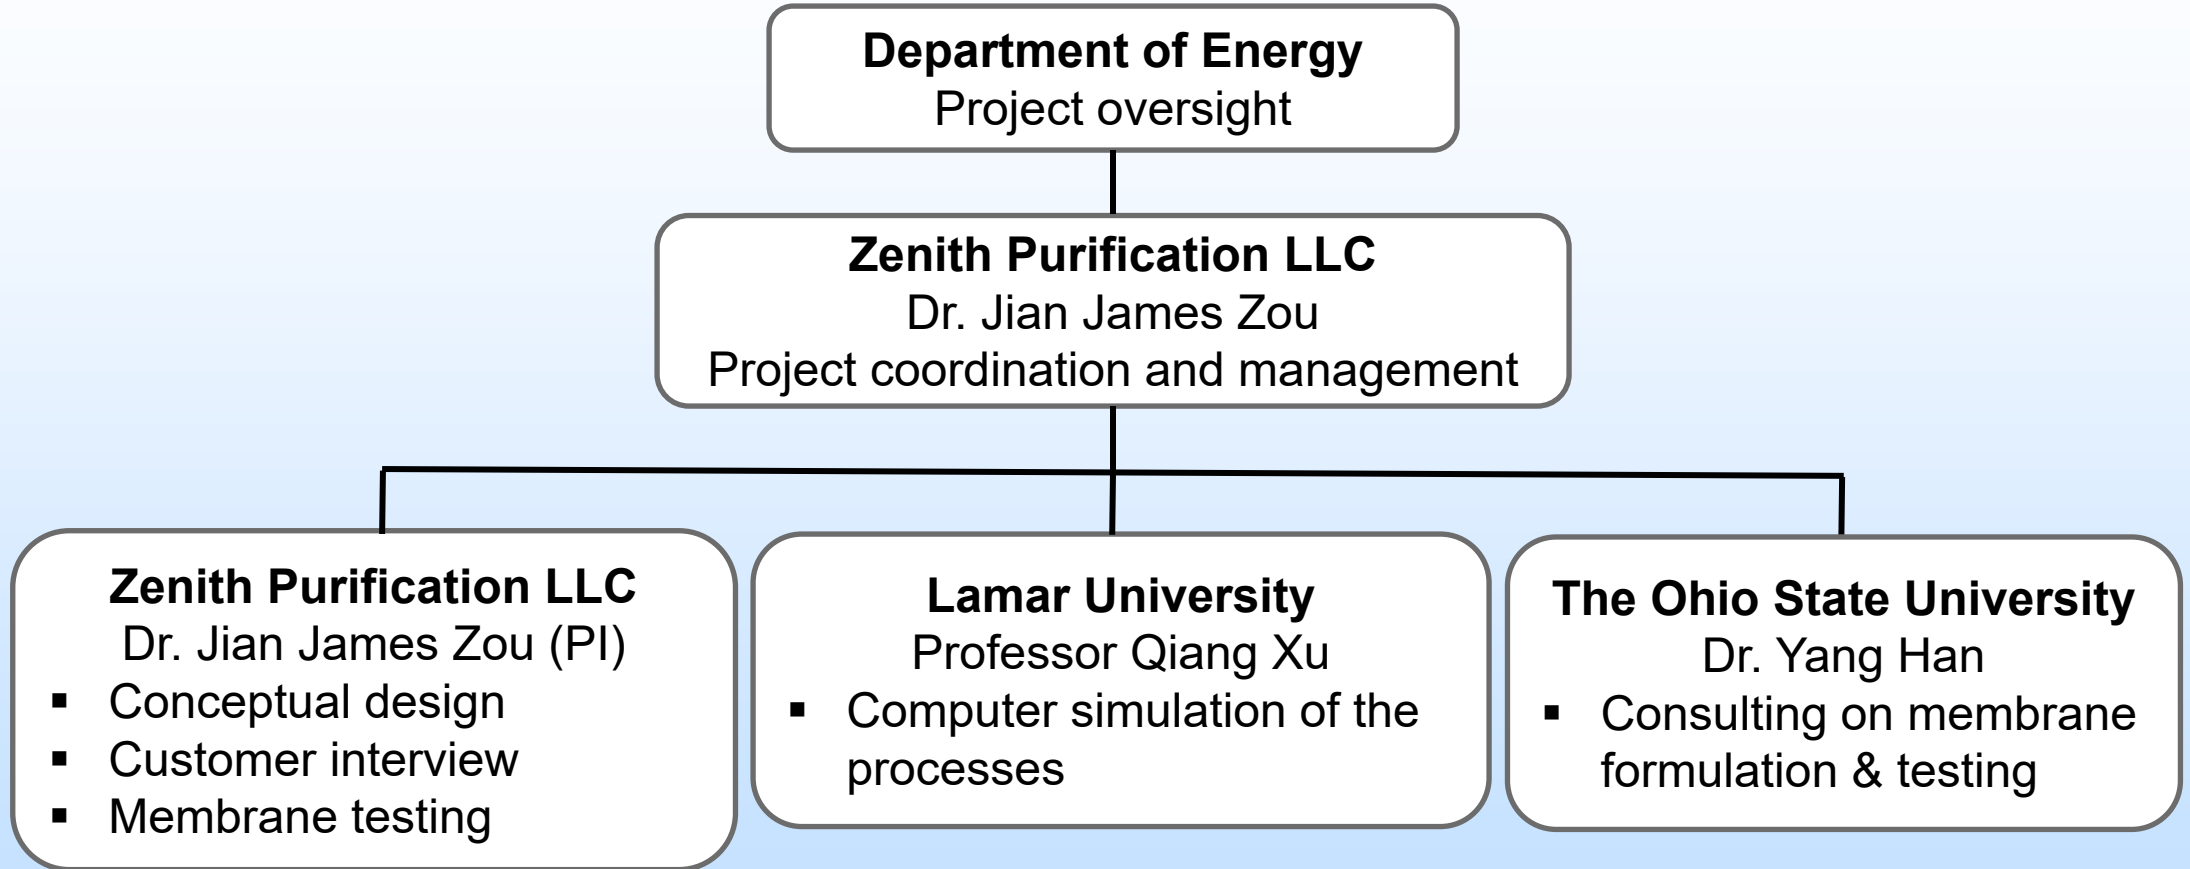 Department of Energy
Project oversight
Zenith Purification LLC
Dr. Jian James Zou
Project coordination and management
Zenith Purification LLC
Dr. Jian James Zou (PI)
▪ Conceptual design
▪ Customer interview
▪ Membrane testing
Lamar University
Professor Qiang Xu
▪ Computer simulation of the
processes
The Ohio State University
Dr. Yang Han
▪ Consulting on membrane
formulation & testing